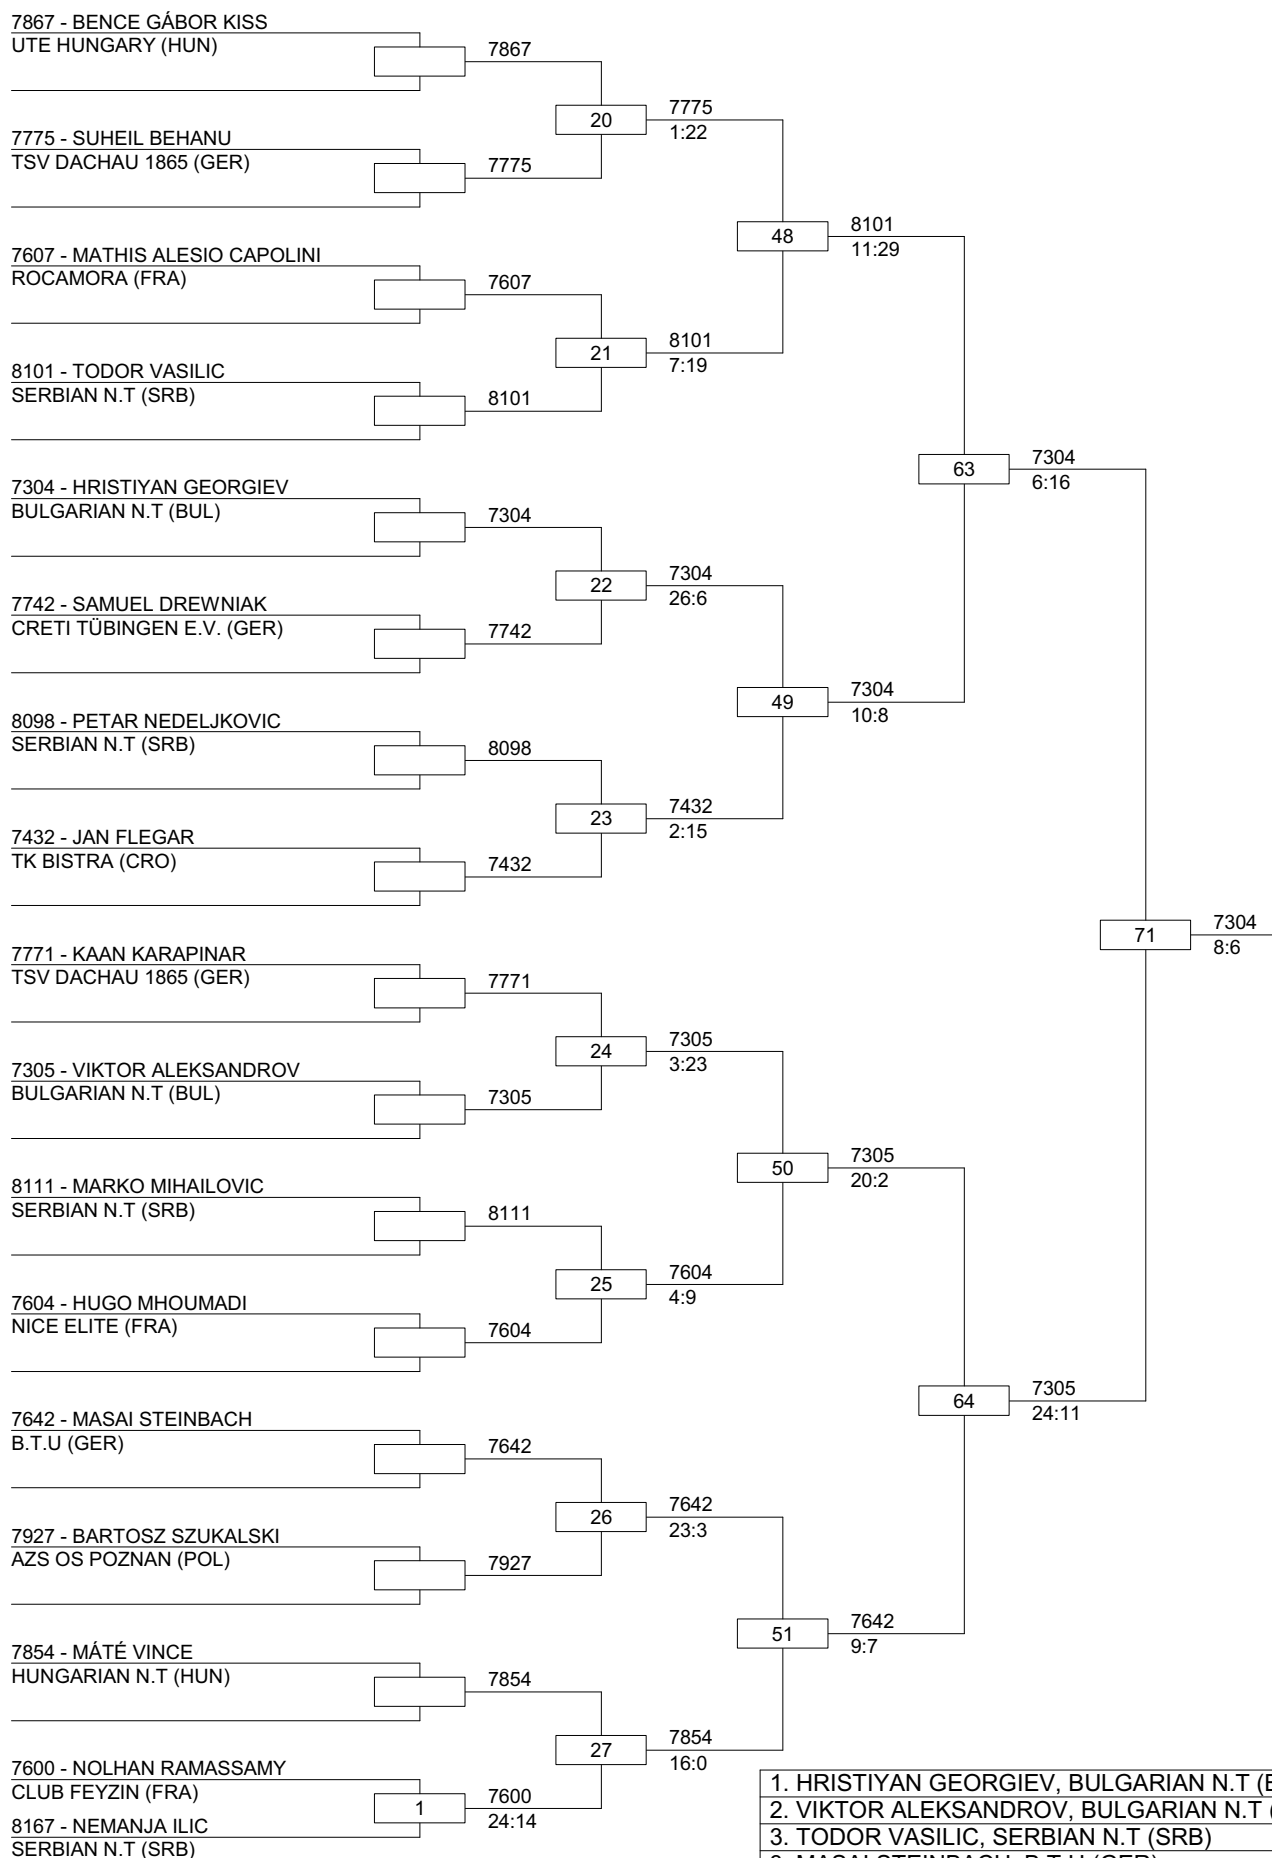 7867 - BENCE GÁBOR KISS
UTE HUNGARY (HUN)
7867
20
7775
1:22
7775 - SUHEIL BEHANU
TSV DACHAU 1865 (GER)
7775
48
8101
11:29
7607 - MATHIS ALESIO CAPOLINI
ROCAMORA (FRA)
7607
21
8101
7:19
8101 - TODOR VASILIC
SERBIAN N.T (SRB)
8101
63
7304
6:16
7304 - HRISTIYAN GEORGIEV
BULGARIAN N.T (BUL)
7304
22
7304
26:6
7742 - SAMUEL DREWNIAK
CRETI TÜBINGEN E.V. (GER)
7742
49
7304
10:8
8098 - PETAR NEDELJKOVIC
SERBIAN N.T (SRB)
8098
23
7432
2:15
7432 - JAN FLEGAR
TK BISTRA (CRO)
7432
71
7304
8:6
7771 - KAAN KARAPINAR
TSV DACHAU 1865 (GER)
7771
24
7305
3:23
7305 - VIKTOR ALEKSANDROV
BULGARIAN N.T (BUL)
7305
50
7305
20:2
8111 - MARKO MIHAILOVIC
SERBIAN N.T (SRB)
8111
25
7604
4:9
7604 - HUGO MHOUMADI
NICE ELITE (FRA)
7604
64
7305
24:11
7642 - MASAI STEINBACH
B.T.U (GER)
7642
26
7642
23:3
7927 - BARTOSZ SZUKALSKI
AZS OS POZNAN (POL)
7927
51
7642
9:7
7854 - MÁTÉ VINCE
HUNGARIAN N.T (HUN)
7854
27
7854
16:0
7600 - NOLHAN RAMASSAMY
CLUB FEYZIN (FRA)
1
7600
24:14
8167 - NEMANJA ILIC
SERBIAN N.T (SRB)
1. HRISTIYAN GEORGIEV, BULGARIAN N.T
2. VIKTOR ALEKSANDROV, BULGARIAN N.T
3. TODOR VASILIC, SERBIAN N.T (SRB)
3. MASAI STEINBACH, B.T.U (GER)